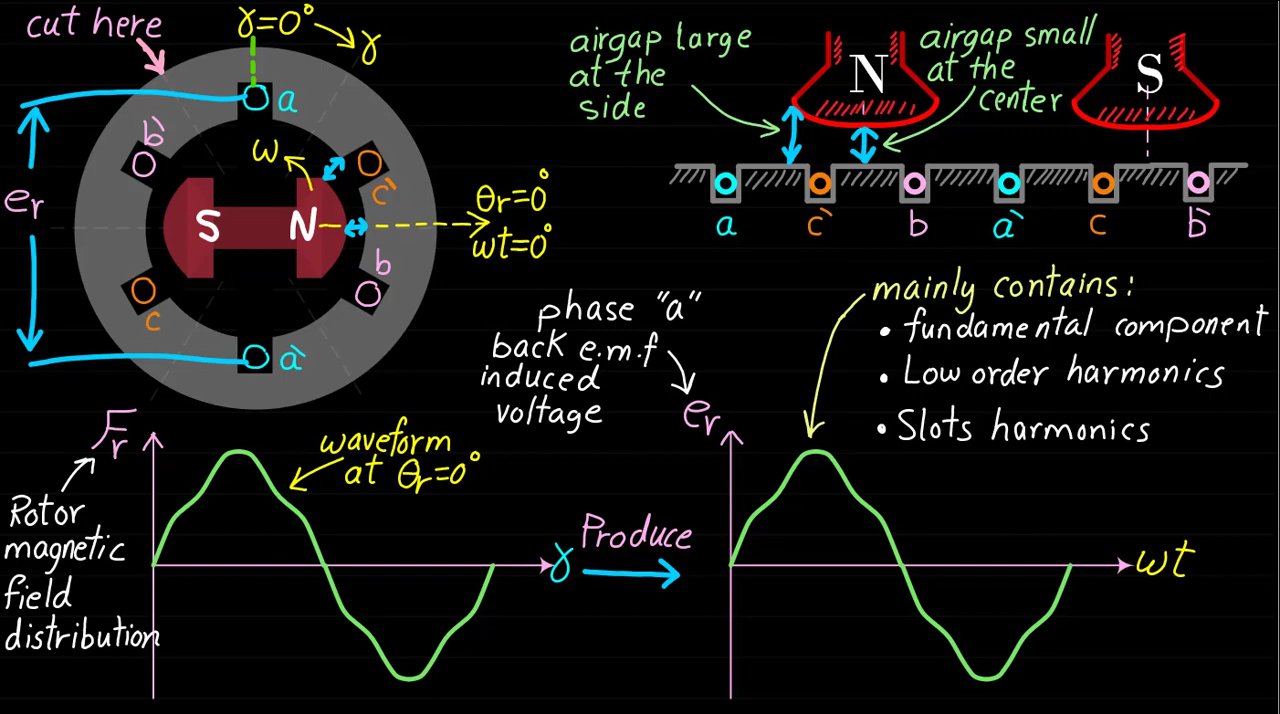 cut here
γ=0°
γ
a
b`
ω
c'
er
S
N
θr=0°
ωt=0°
b
c
a`
airgap large
at the
side
N
airgap small
at the
center
S
a
c`
b
a`
c
b`
phase "a"
back e.m.f
induced
voltage
mainly contains:
• fundamental component
• Low order harmonics
• Slots harmonics
Fr
waveform
at θr=0°
Rotor
magnetic
field
distribution
γ
Produce
er
ωt